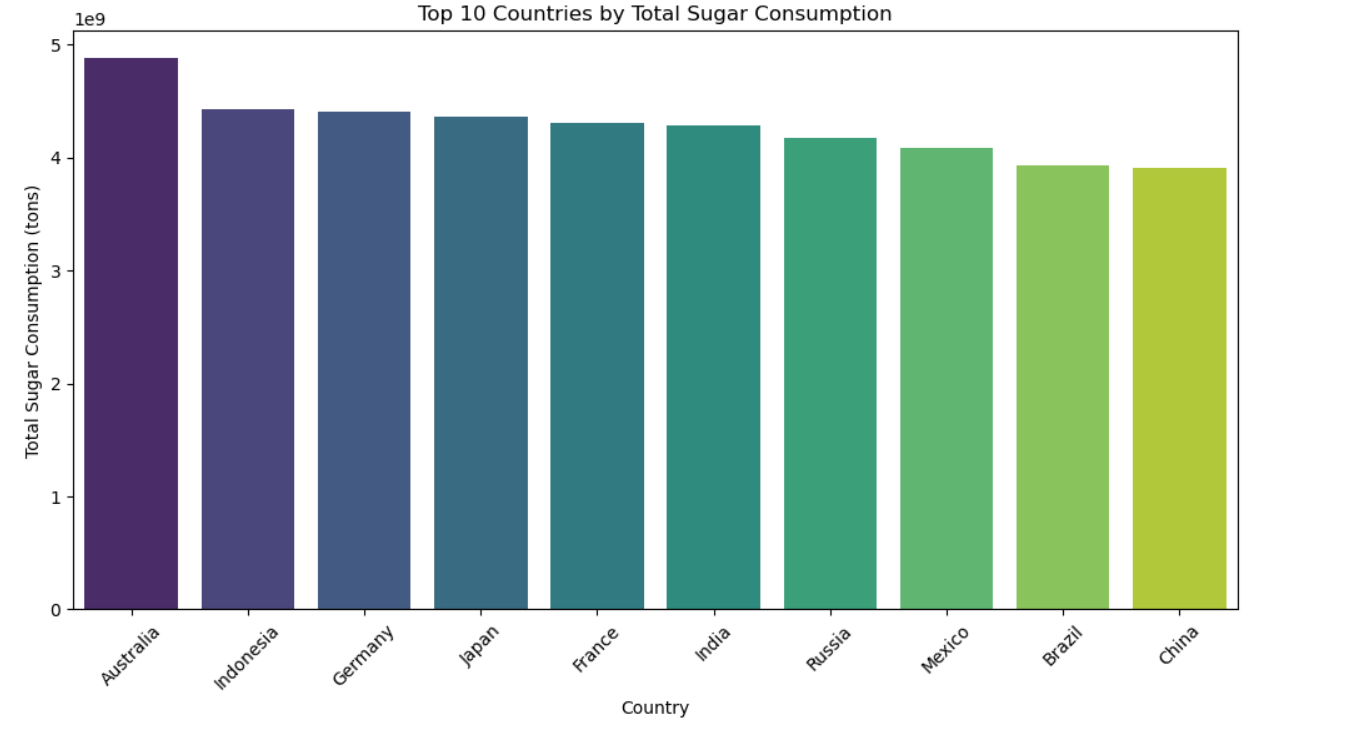 Top 10 Countries by Total Sugar Consumption
1e9
5
4
3
2
1
0
Total Sugar Consumption (tons)
Australia
Indonesia
Germany
Japan
France
India
Russia
Mexico
Brazil
China
Country